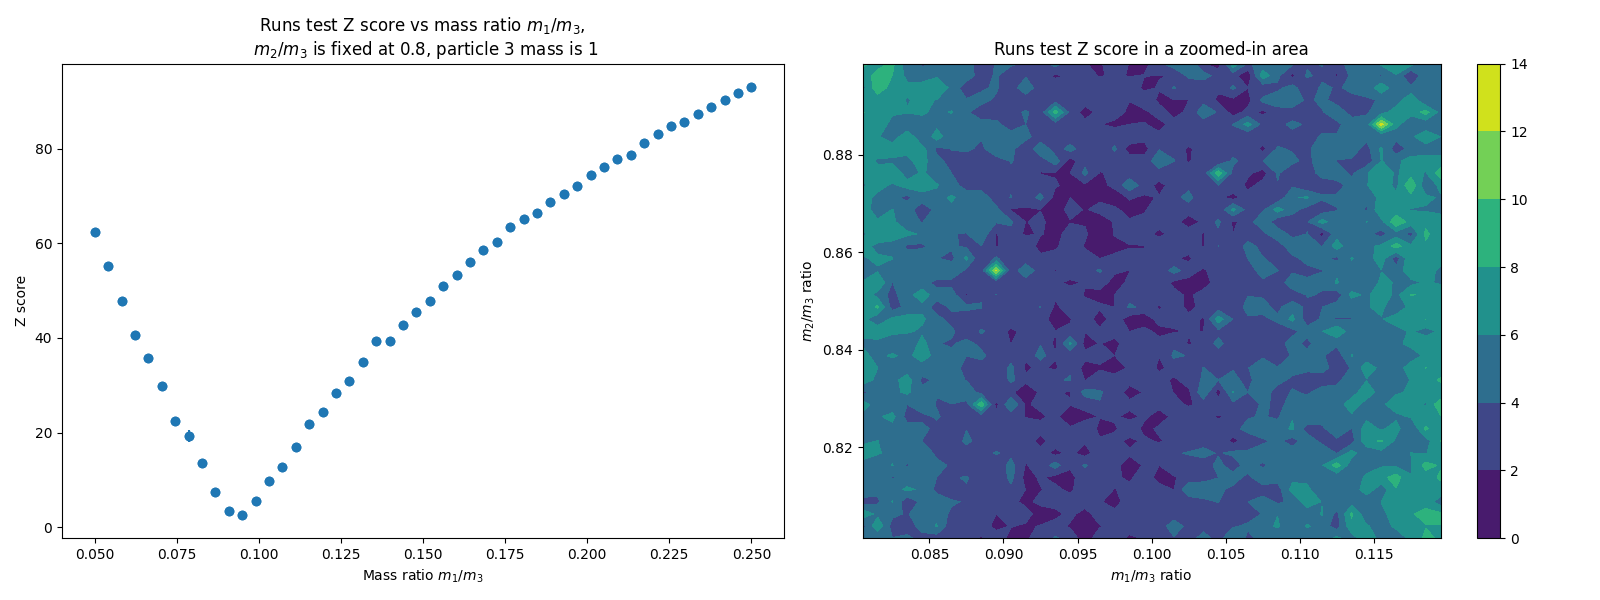 Runs test Z score vs mass ratio $m_1/m_3$,
$m_2/m_3$ is fixed at 0.8, particle 3 mass is 1
Z score
80
60
40
20
0
0.050 0.075 0.100 0.125 0.150 0.175 0.200 0.225 0.250
Mass ratio $m_1/m_3$
Runs test Z score in a zoomed-in area
$m_2/m_3$ ratio
0.88
0.86
0.84
0.82
0.085 0.090 0.095 0.100 0.105 0.110 0.115
$m_1/m_3$ ratio
14
12
10
8
6
4
2
0